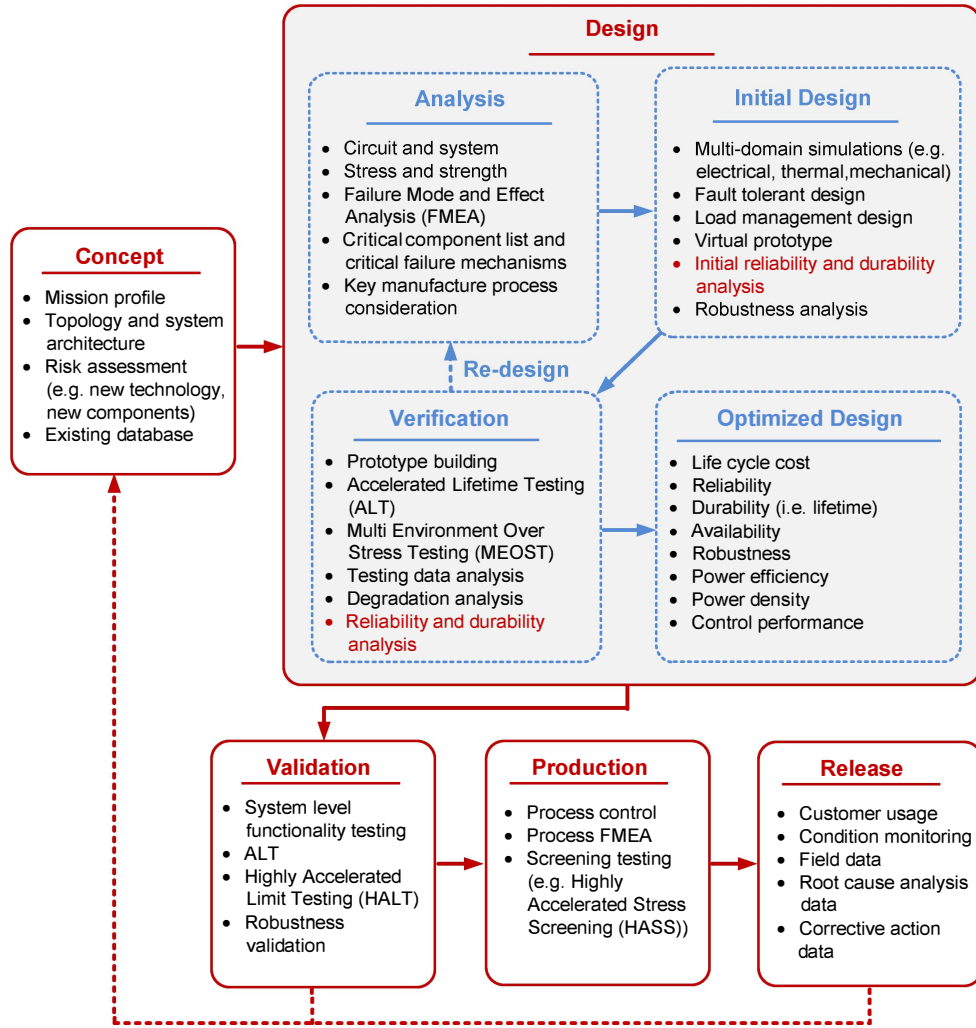 Design
Analysis
• Circuit and system
• Stress and strength
• Failure Mode and Effect
Analysis (FMEA)
• Critical component list and
critical failure mechanisms
• Key manufacture process
consideration
Initial Design
• Multi-domain simulations (e.g.
electrical, thermal,mechanical)
• Fault tolerant design
• Load management design
• Virtual prototype
• Initial reliability and durability
analysis
• Robustness analysis
Concept
• Mission profile
• Topology and system
architecture
• Risk assessment
(e.g. new technology,
new components)
• Existing database
Re-design
Verification
• Prototype building
• Accelerated Lifetime Testing
(ALT)
• Multi Environment Over
Stress Testing (MEOST)
• Testing data analysis
• Degradation analysis
• Reliability and durability
analysis
Optimized Design
• Life cycle cost
• Reliability
• Durability (i.e. lifetime)
• Availability
• Robustness
• Power efficiency
• Power density
• Control performance
Validation
• System level
functionality testing
• ALT
• Highly Accelerated
Limit Testing (HALT)
• Robustness
validation
Production
• Process control
• Process FMEA
• Screening testing
(e.g. Highly
Accelerated Stress
Screening (HASS))
Release
• Customer usage
• Condition monitoring
• Field data
• Root cause analysis
data
• Corrective action
data